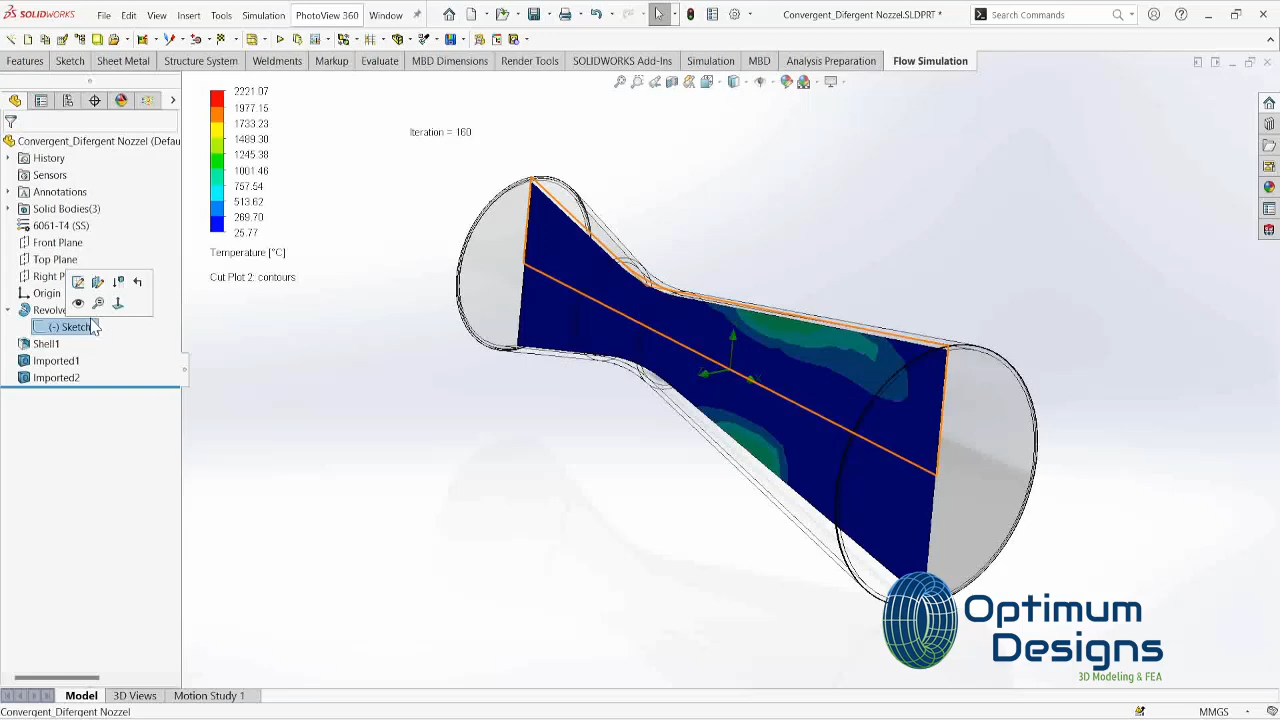 SOLIDWORKS
File Edit View Insert Tools Simulation PhotoView 360 Window
Convergent_Difergent Nozzel.SLDPRT *
Search Commands
Features Sketch Sheet Metal Structure System Weldments Markup Evaluate MBD Dimensions Render Tools SOLIDWORKS Add-Ins Simulation MBD Analysis Preparation Flow Simulation
Convergent_Difergent Nozzel (Defau
History
Sensors
Annotations
Solid Bodies(3)
6061-T4 (SS)
Front Plane
Top Plane
Right P
Origin
Revolve
(-) Sketch
Shell1
Imported1
Imported2
2221.07
1977.15
1733.23
1489.30
1245.38
1001.46
757.54
513.62
269.70
25.77
Temperature [°C]
Cut Plot 2: contours
Iteration = 160
Optimum
Designs
3D Modeling & FEA
Model 3D Views Motion Study 1
Convergent_Difergent Nozzel
MMGS